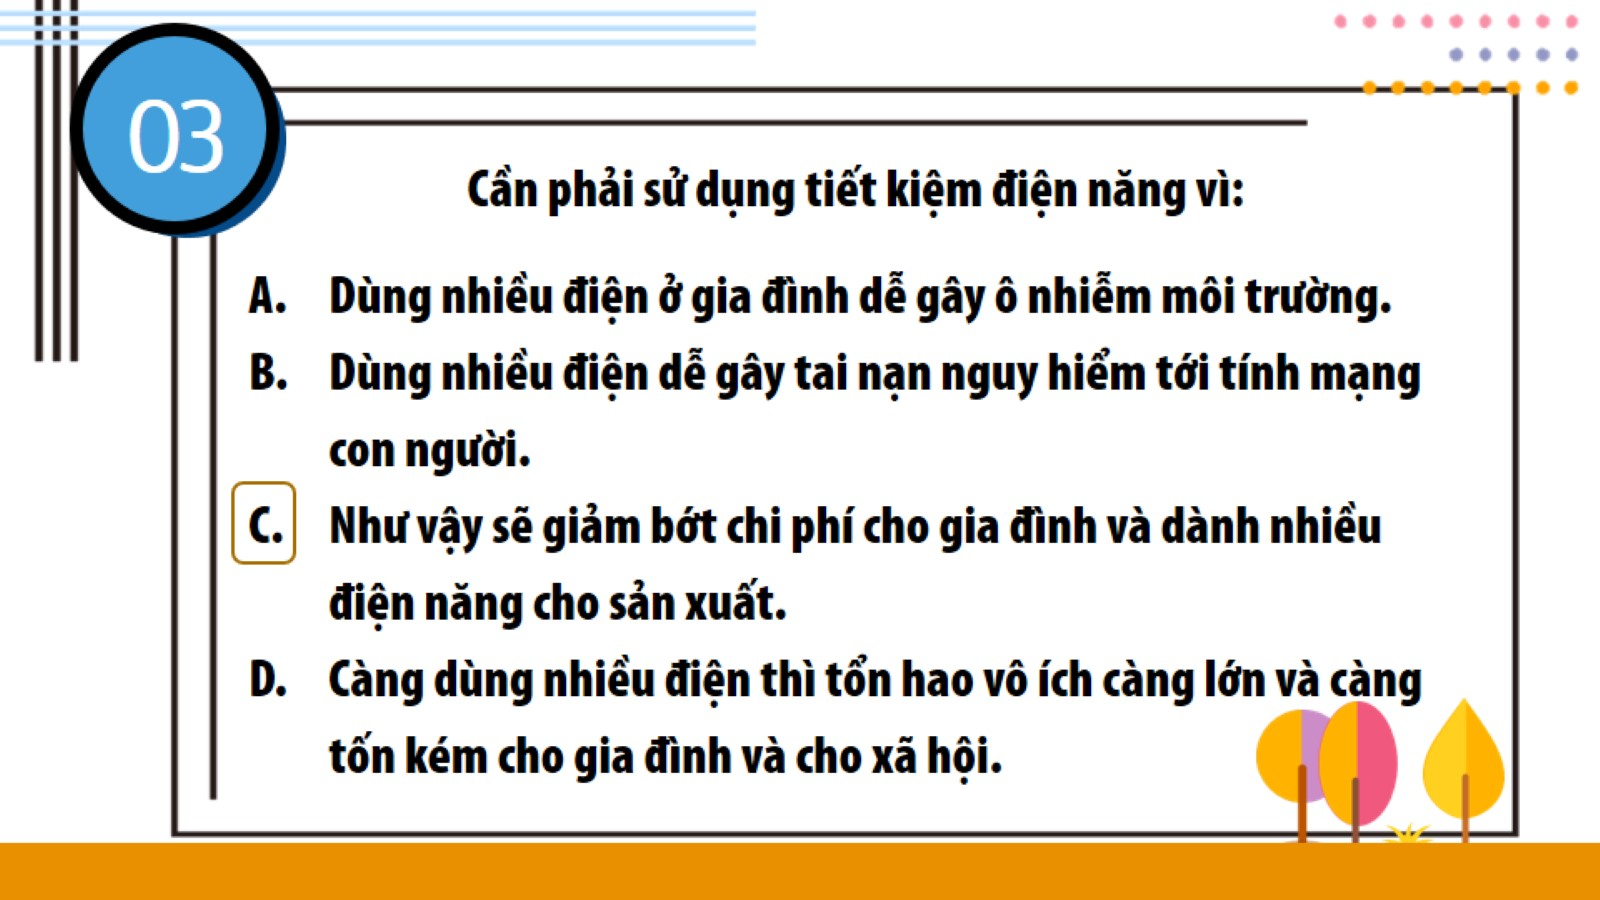 03
Cần phải sử dụng tiết kiệm điện năng vì:
A. Dùng nhiều điện ở gia đình dễ gây ô nhiễm môi trường.
B. Dùng nhiều điện dễ gây tai nạn nguy hiểm tới tính mạng
con người.
C. Như vậy sẽ giảm bớt chi phí cho gia đình và dành nhiều
điện năng cho sản xuất.
D. Càng dùng nhiều điện thì tổn hao vô ích càng lớn và càng
tốn kém cho gia đình và cho xã hội.